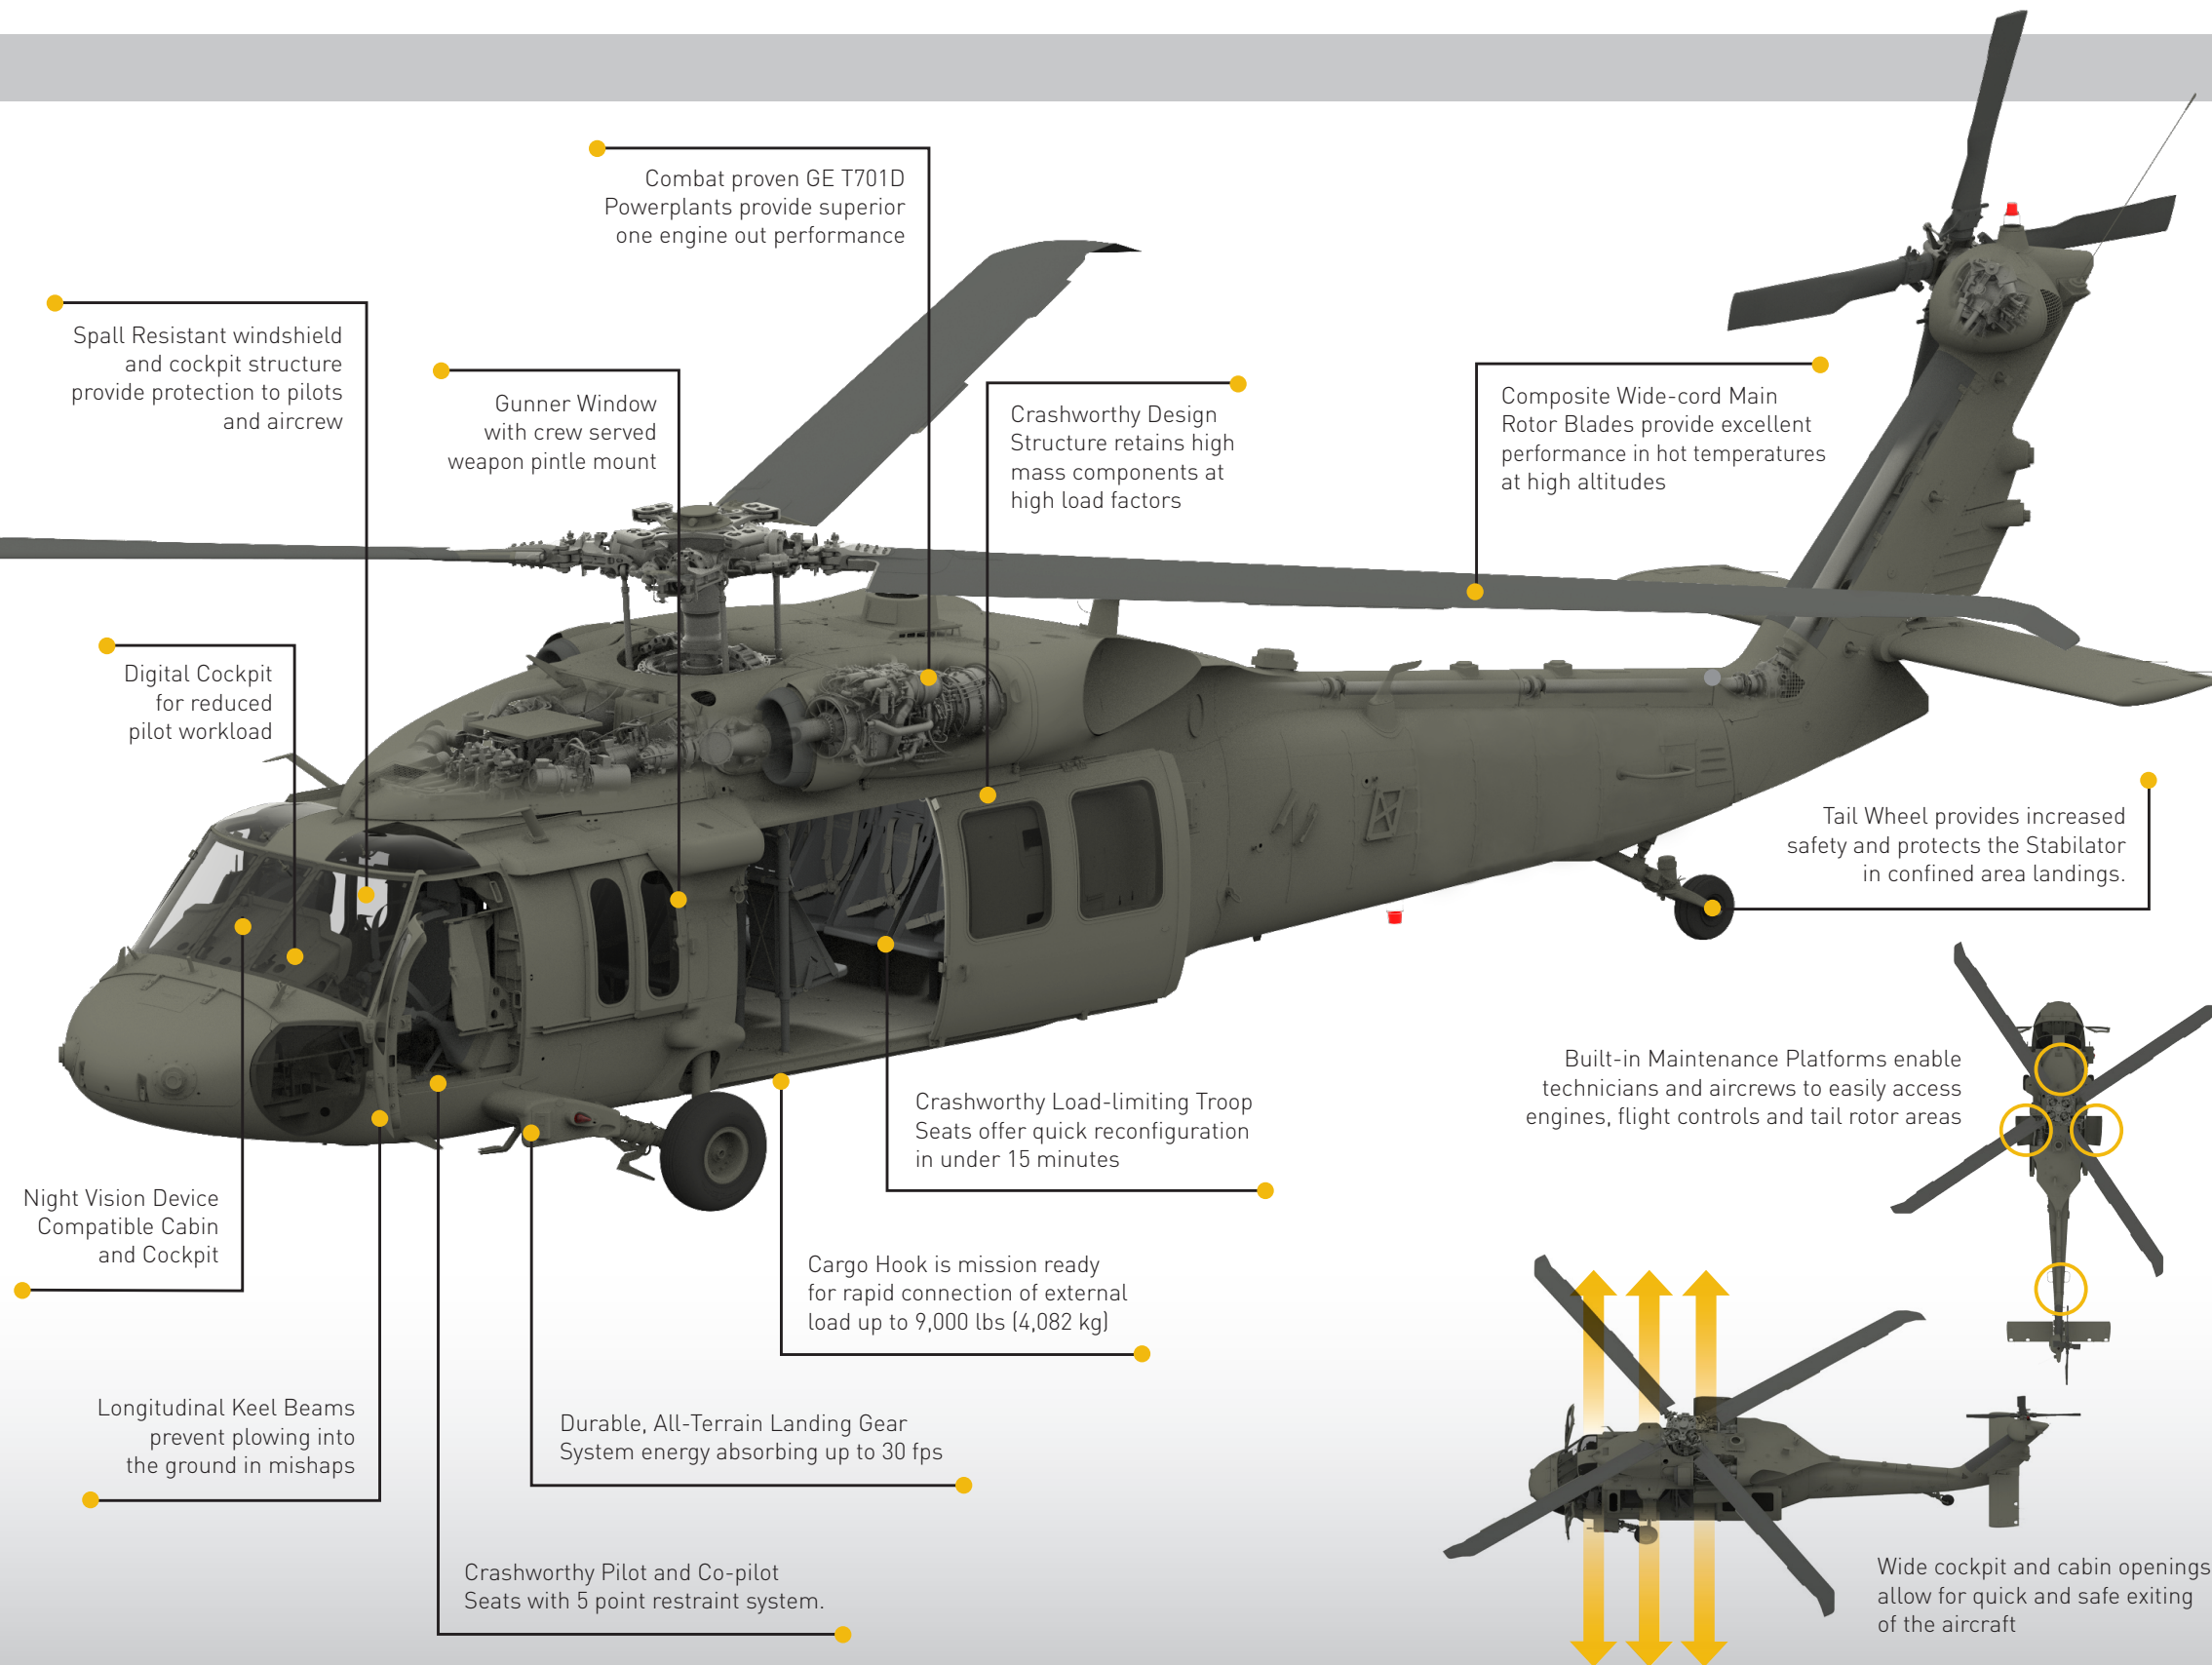 Combat proven GE T701D
Powerplants provide superior
one engine out performance
Spall Resistant windshield
and cockpit structure
provide protection to pilots
and aircrew
Gunner Window
with crew served
weapon pintle mount
Crashworthy Design
Structure retains high
mass components at
high load factors
Composite Wide-cord Main
Rotor Blades provide excellent
performance in hot temperatures
at high altitudes
Digital Cockpit
for reduced
pilot workload
Tail Wheel provides increased
safety and protects the Stabilator
in confined area landings.
Built-in Maintenance Platforms enable
technicians and aircrews to easily access
engines, flight controls and tail rotor areas
Crashworthy Load-limiting Troop
Seats offer quick reconfiguration
in under 15 minutes
Night Vision Device
Compatible Cabin
and Cockpit
Cargo Hook is mission ready
for rapid connection of external
load up to 9,000 lbs (4,082 kg)
Longitudinal Keel Beams
prevent plowing into
the ground in mishaps
Durable, All-Terrain Landing Gear
System energy absorbing up to 30 fps
Crashworthy Pilot and Co-pilot
Seats with 5 point restraint system.
Wide cockpit and cabin openings
allow for quick and safe exiting
of the aircraft